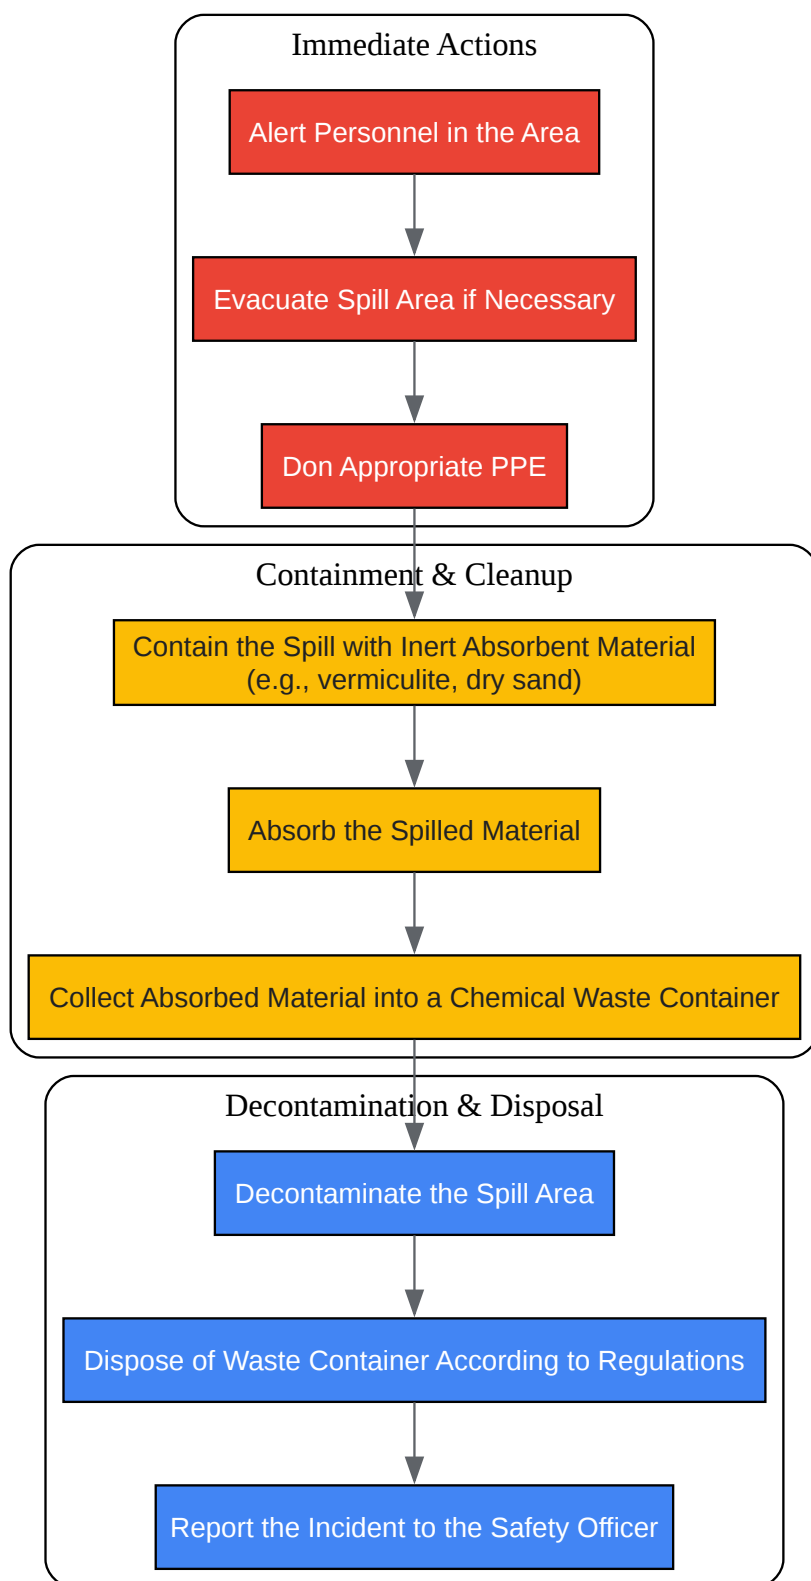 Immediate Actions
Alert Personnel in the Area
Evacuate Spill Area if Necessary
Don Appropriate PPE
Containment & Cleanup
Contain the Spill with Inert Absorbent Material
(e.g., vermiculite, dry sand)
Absorb the Spilled Material
Collect Absorbed Material into a Chemical Waste Container
Decontamination & Disposal
Decontaminate the Spill Area
Dispose of Waste Container According to Regulations
Report the Incident to the Safety Officer